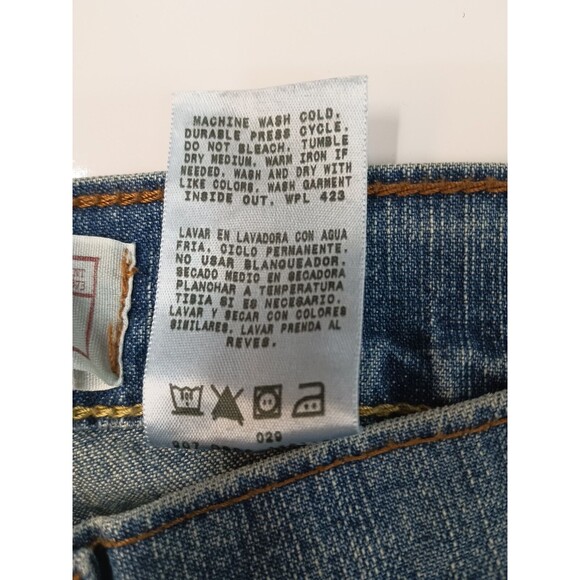 MACHINE WASH COLD.
DURABLE PRESS CYCLE.
DO NOT BLEACH. TUMBLE
DRY MEDIUM. WARM IRON IF
NEEDED. WASH AND DRY WITH
LIKE COLORS. WASH GARMENT
INSIDE OUT. WPL 423
LAVAR EN LAVADORA CON AGUA
FRIA. CICLO PERMANENTE.
NO USAR BLANQUEADOR.
SECADO MEDIO EN SECADORA
PLANCHAR A TEMPERATURA
TIBIA SI ES NECESARIO.
LAVAR Y SECAR CON COLORES
SIMILARES. LAVAR PRENDA AL
REVES.
020